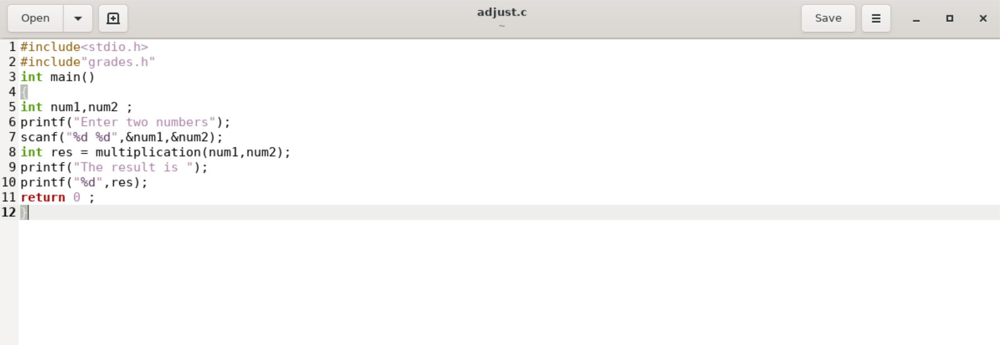 Open
adjust.c
~
Save
1 #include<stdio.h>
2 #include"grades.h"
3 int main()
4 {
5 int num1,num2 ;
6 printf("Enter two numbers");
7 scanf("%d %d",&num1,&num2);
8 int res = multiplication(num1,num2);
9 printf("The result is ");
10 printf("%d",res);
11 return 0 ;
12 }